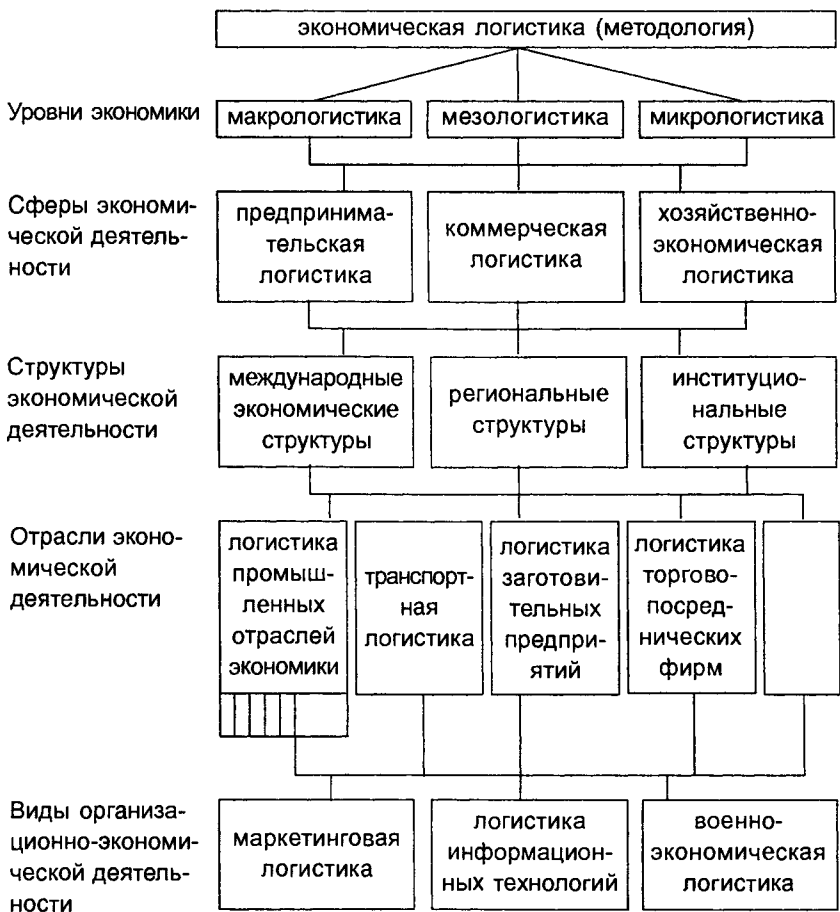 экономическая логистика (методология)
Уровни экономики
макрологистика
мезологистика
микрологистика
Сферы экономи-
ческой деятель-
ности
предпринима-
тельская
логистика
коммерческая
логистика
хозяйственно-
экономическая
логистика
Структуры
экономической
деятельности
международные
экономические
структуры
региональные
структуры
институцио-
нальные
структуры
Отрасли эконо-
мической
деятельности
логистика
промыш-
ленных
отраслей
экономики
транспорт-
ная
логистика
логистика
заготови-
тельных
предпри-
ятий
логистика
торгово-
посред-
нических
фирм
Виды организа-
ционно-экономи-
ческой деятель-
ности
маркетинговая
логистика
логистика
информацион-
ных технологий
военно-
экономическая
логистика